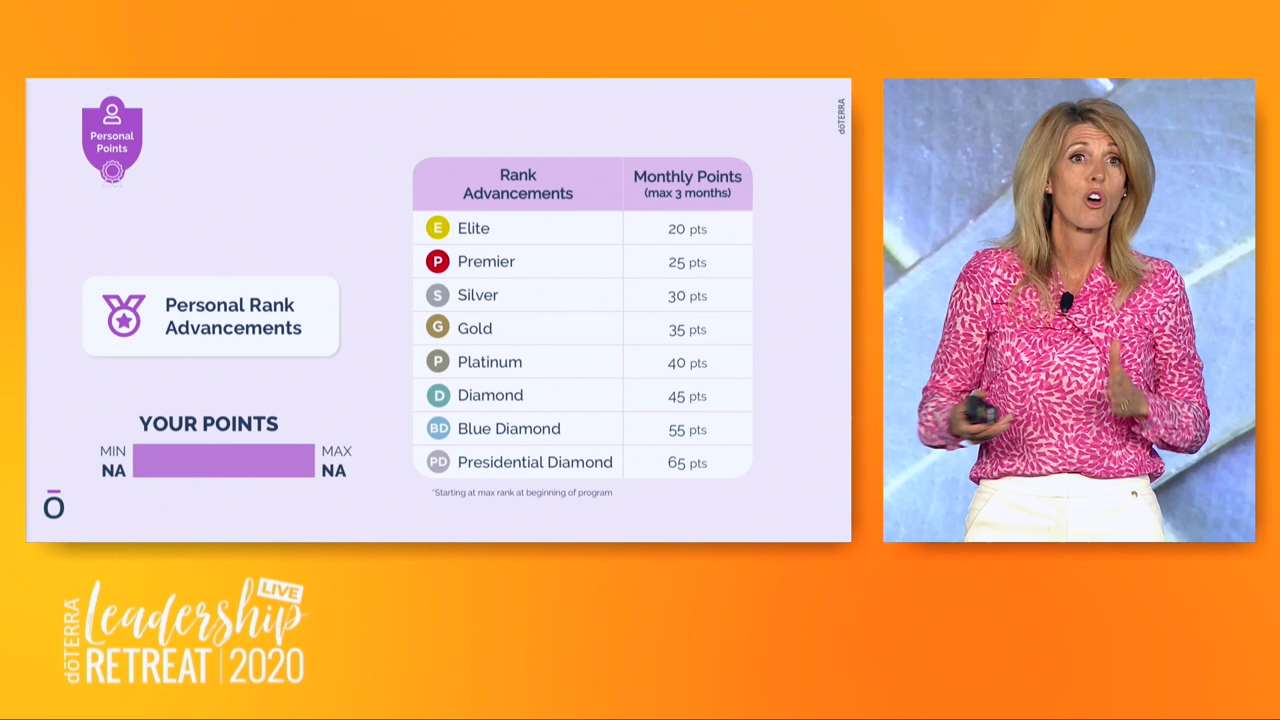 Personal
Points
dōTERRA
Rank
Advancements
Monthly Points
(max 3 months)
E Elite 20 pts
P Premier 25 pts
S Silver 30 pts
G Gold 35 pts
P Platinum 40 pts
D Diamond 45 pts
BD Blue Diamond 55 pts
PD Presidential Diamond 65 pts
*Starting at max rank at beginning of program
Personal Rank
Advancements
YOUR POINTS
MIN
NA
MAX
NA
Ō
dōTERRA
Leadership
LIVE
RETREAT | 2020